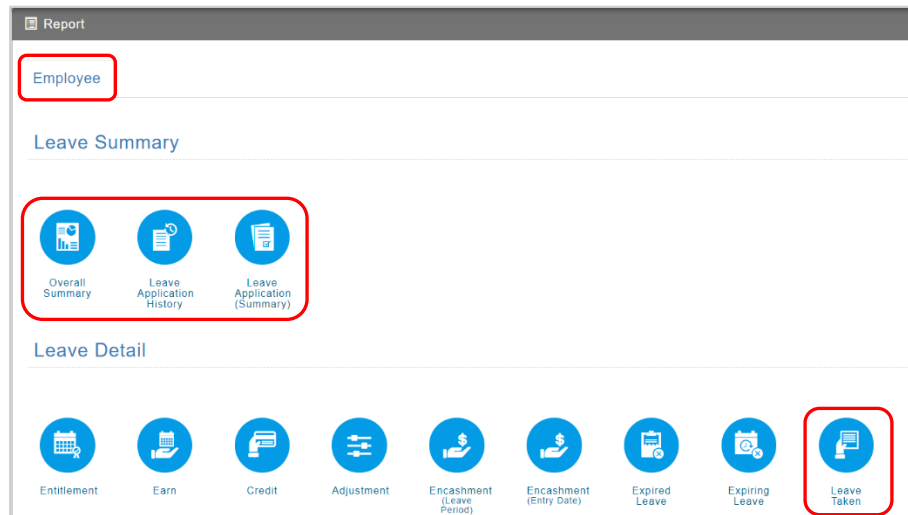 Report
Employee
Leave Summary
Overall Leave Leave
Summary Application Application
History (Summary)
Leave Detail
Entitlement Earn Credit Adjustment Encashment Encashment Expired Expiring Leave
(Leave (Entry Date) Leave Leave Taken
Period)